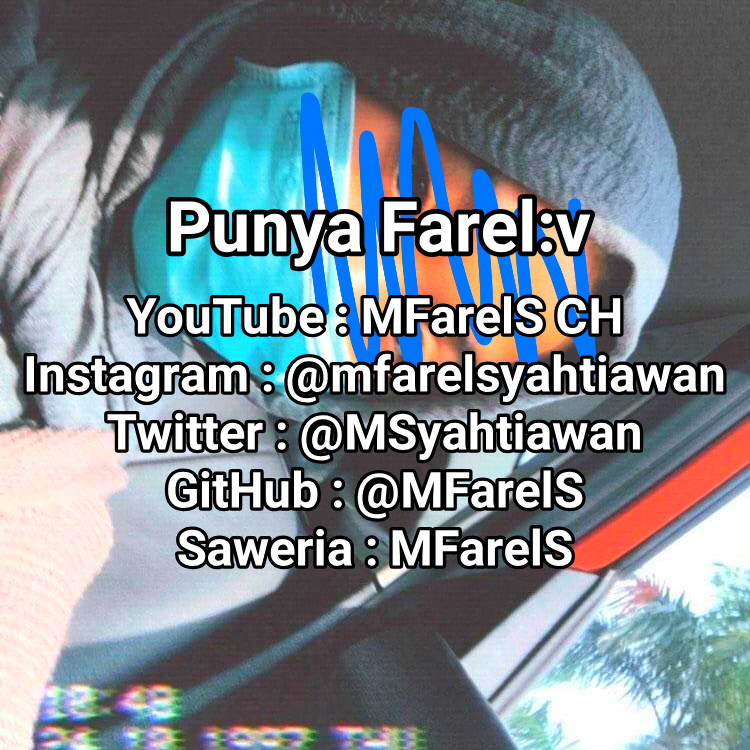 Punya Farel:v
YouTube : MFarelS CH
Instagram : @mfarelsyahtiawan
Twitter : @MSyahtiawan
GitHub : @MFarelS
Saweria : MFarelS